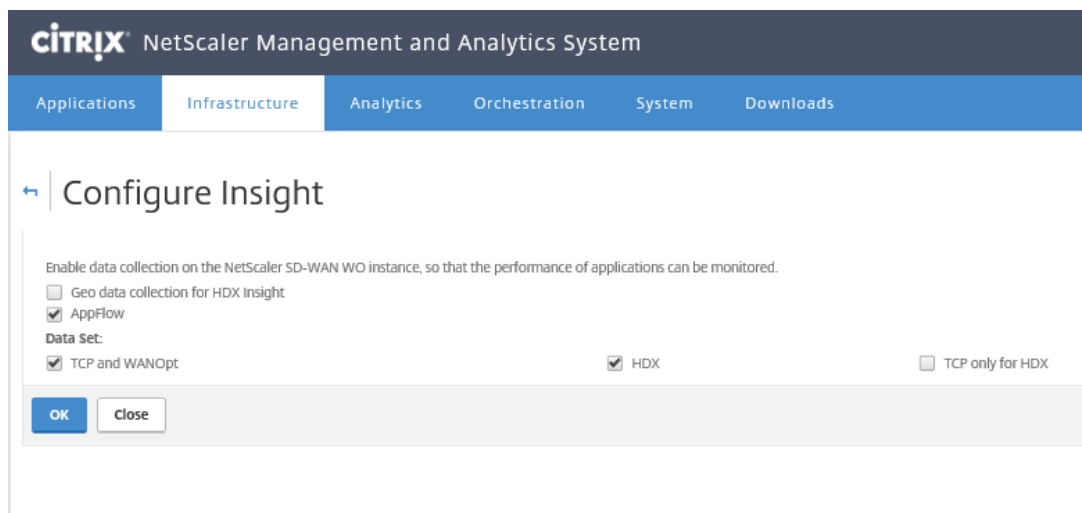 CITRIX NetScaler Management and Analytics System
Applications Infrastructure Analytics Orchestration System Downloads
Configure Insight
Enable data collection on the NetScaler SD-WAN WO instance, so that the performance of applications can be monitored.
Geo data collection for HDX Insight
AppFlow
Data Set:
TCP and WANOpt HDX TCP only for HDX
OK Close